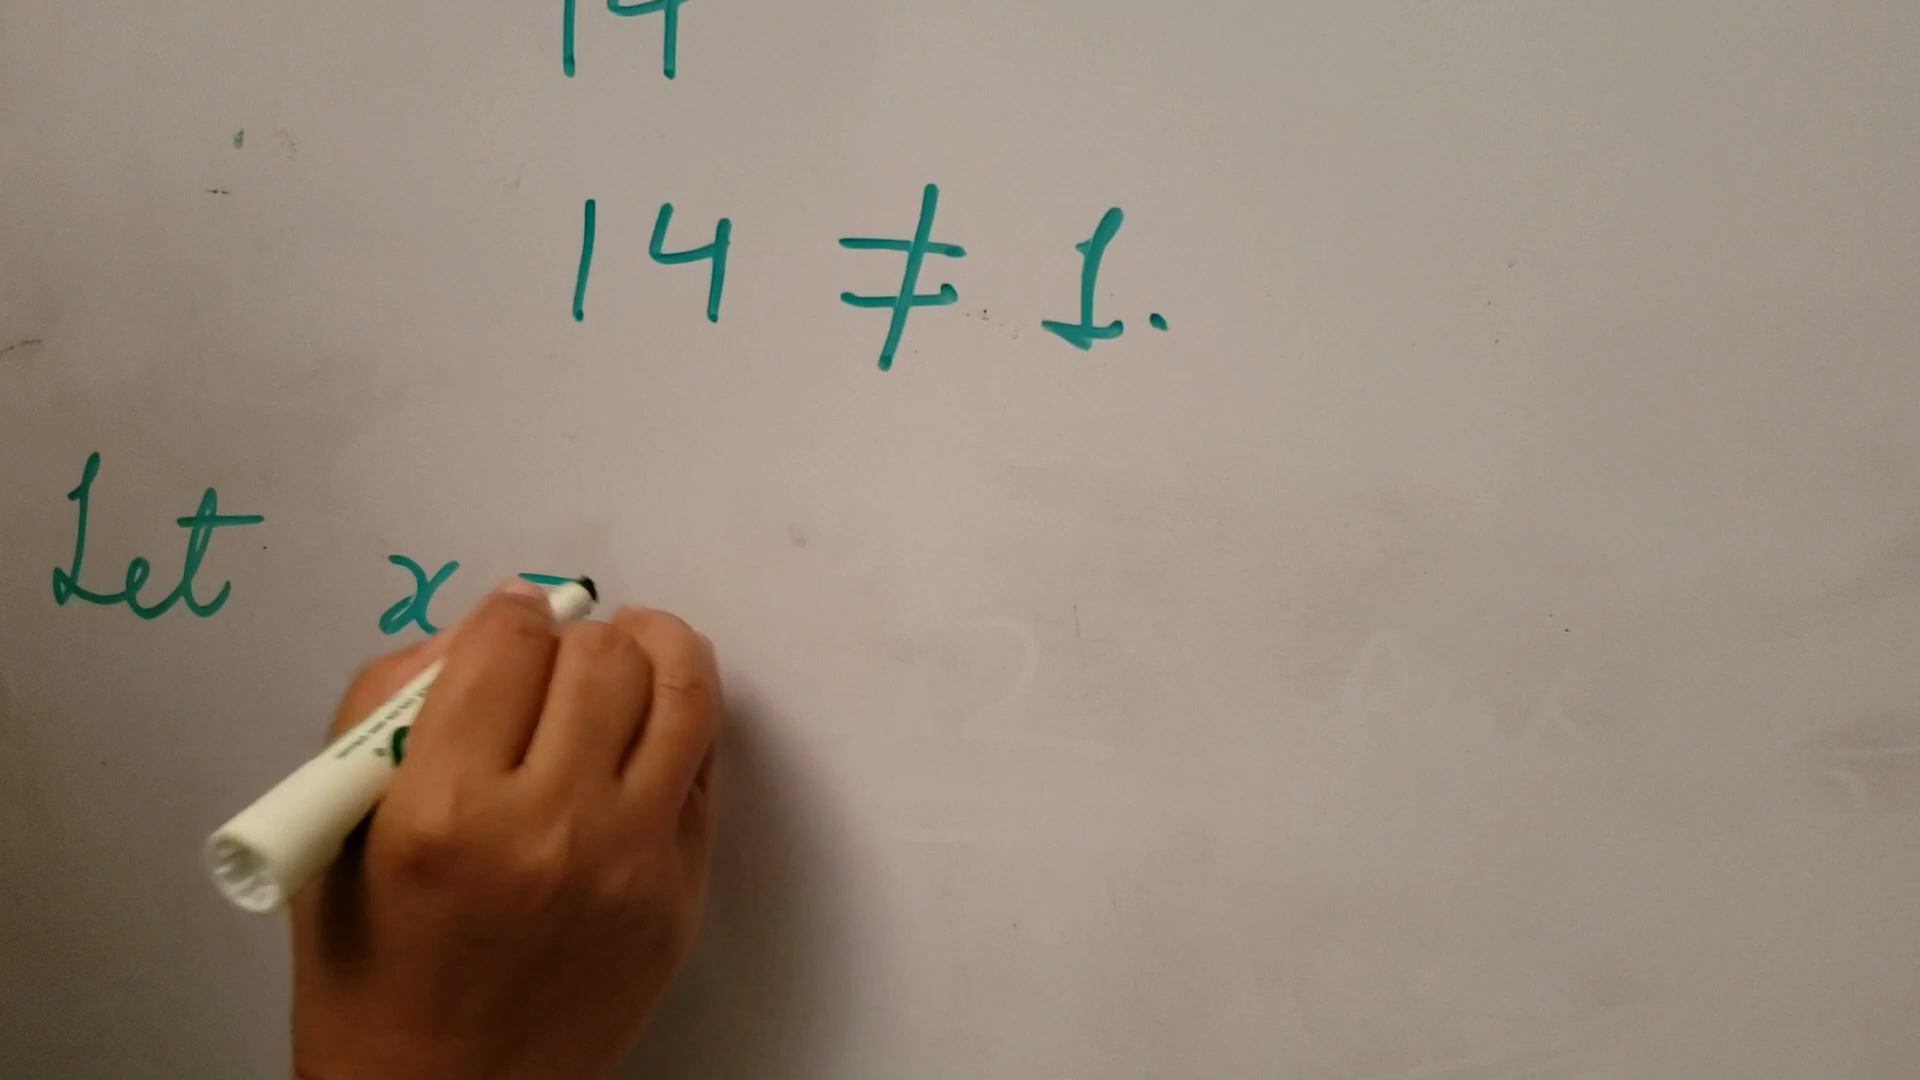 14
14 ≠ 1.
Let x =